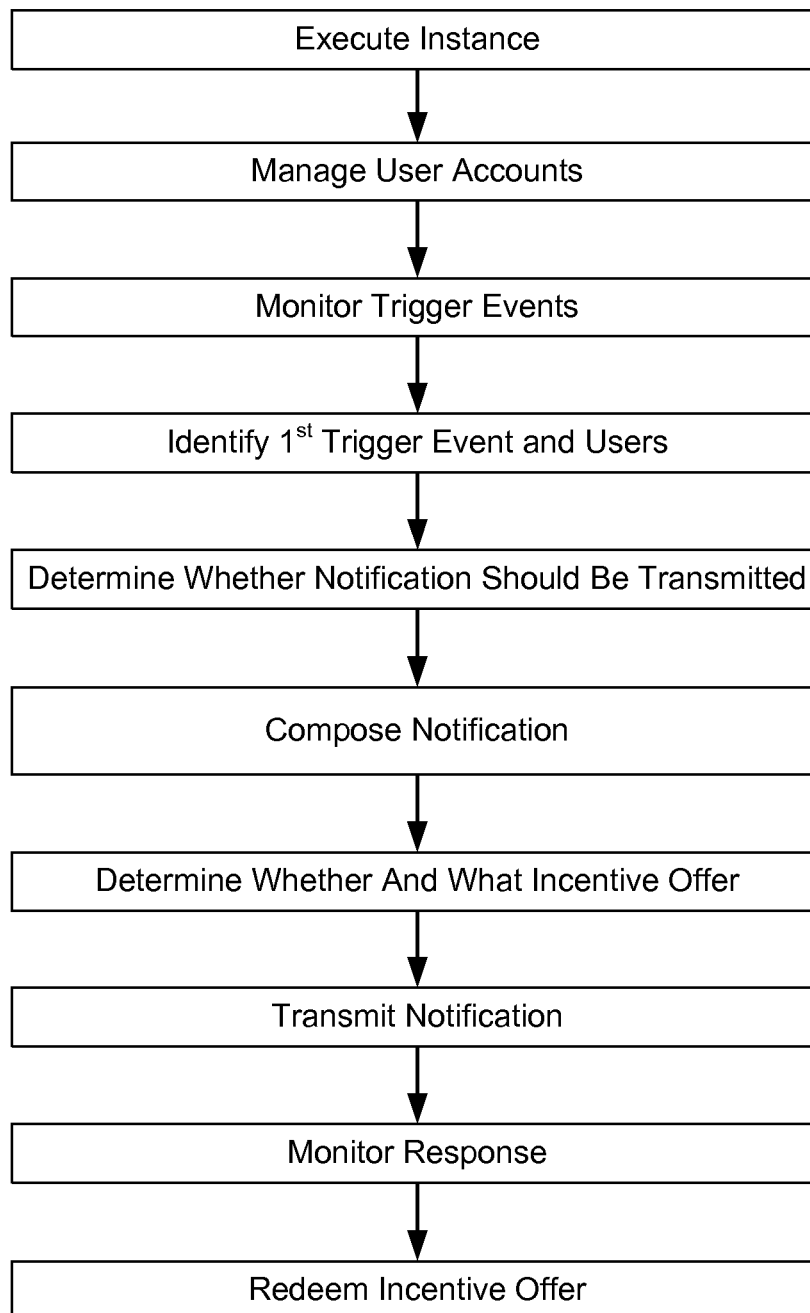 Execute Instance
Manage User Accounts
Monitor Trigger Events
Identify 1st Trigger Event and Users
Determine Whether Notification Should Be Transmitted
Compose Notification
Determine Whether And What Incentive Offer
Transmit Notification
Monitor Response
Redeem Incentive Offer